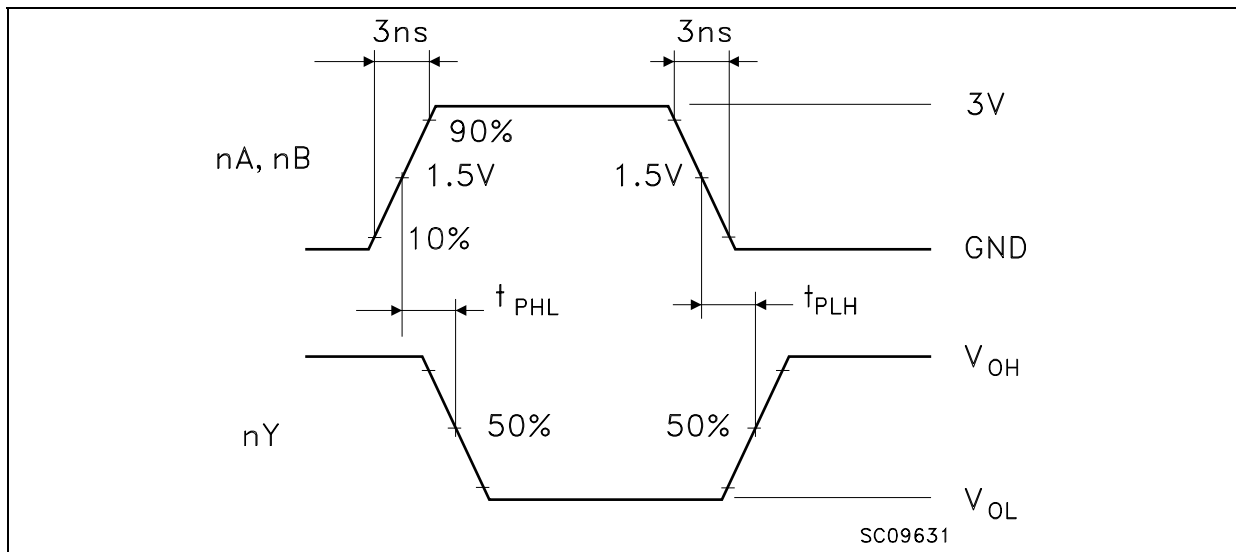 3ns 3ns
3V
90%
nA, nB
1.5V 1.5V
10%
GND
t PHL tPLH
VOH
50% 50%
nY
VOL
SC09631